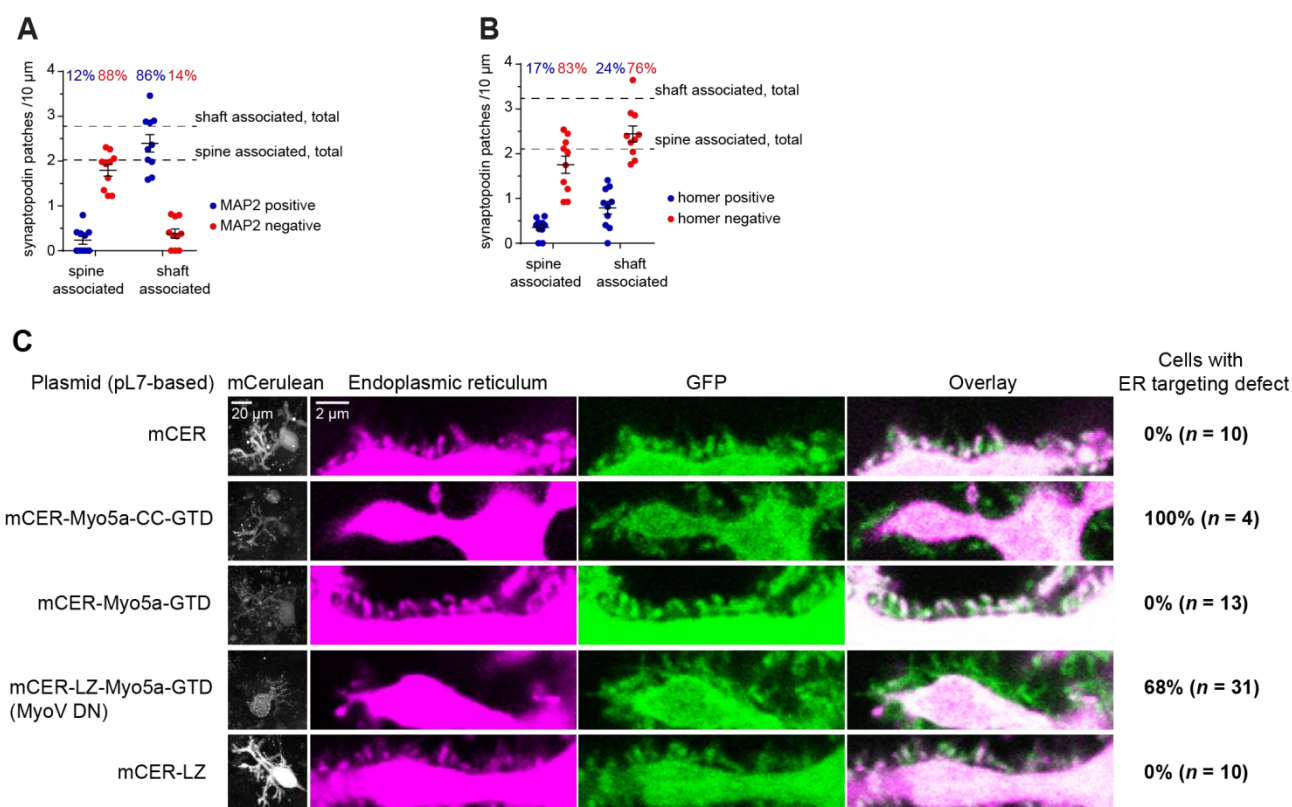 A
synaptopodin patches /10 µm
4
3
2
1
0
12% 88% 86% 14%
shaft associated, total
spine associated, total
MAP2 positive
MAP2 negative
spine
associated
shaft
associated
B
synaptopodin patches /10 µm
4
3
2
1
0
17% 83% 24% 76%
shaft associated, total
spine associated, total
homer positive
homer negative
spine
associated
shaft
associated
C
Cells with
Plasmid (pL7-based) mCerulean Endoplasmic reticulum GFP Overlay ER targeting defect
20 µm 2 µm
mCER 0% (n = 10)
mCER-Myo5a-CC-GTD 100% (n = 4)
mCER-Myo5a-GTD 0% (n = 13)
mCER-LZ-Myo5a-GTD 68% (n = 31)
(MyoV DN)
mCER-LZ 0% (n = 10)